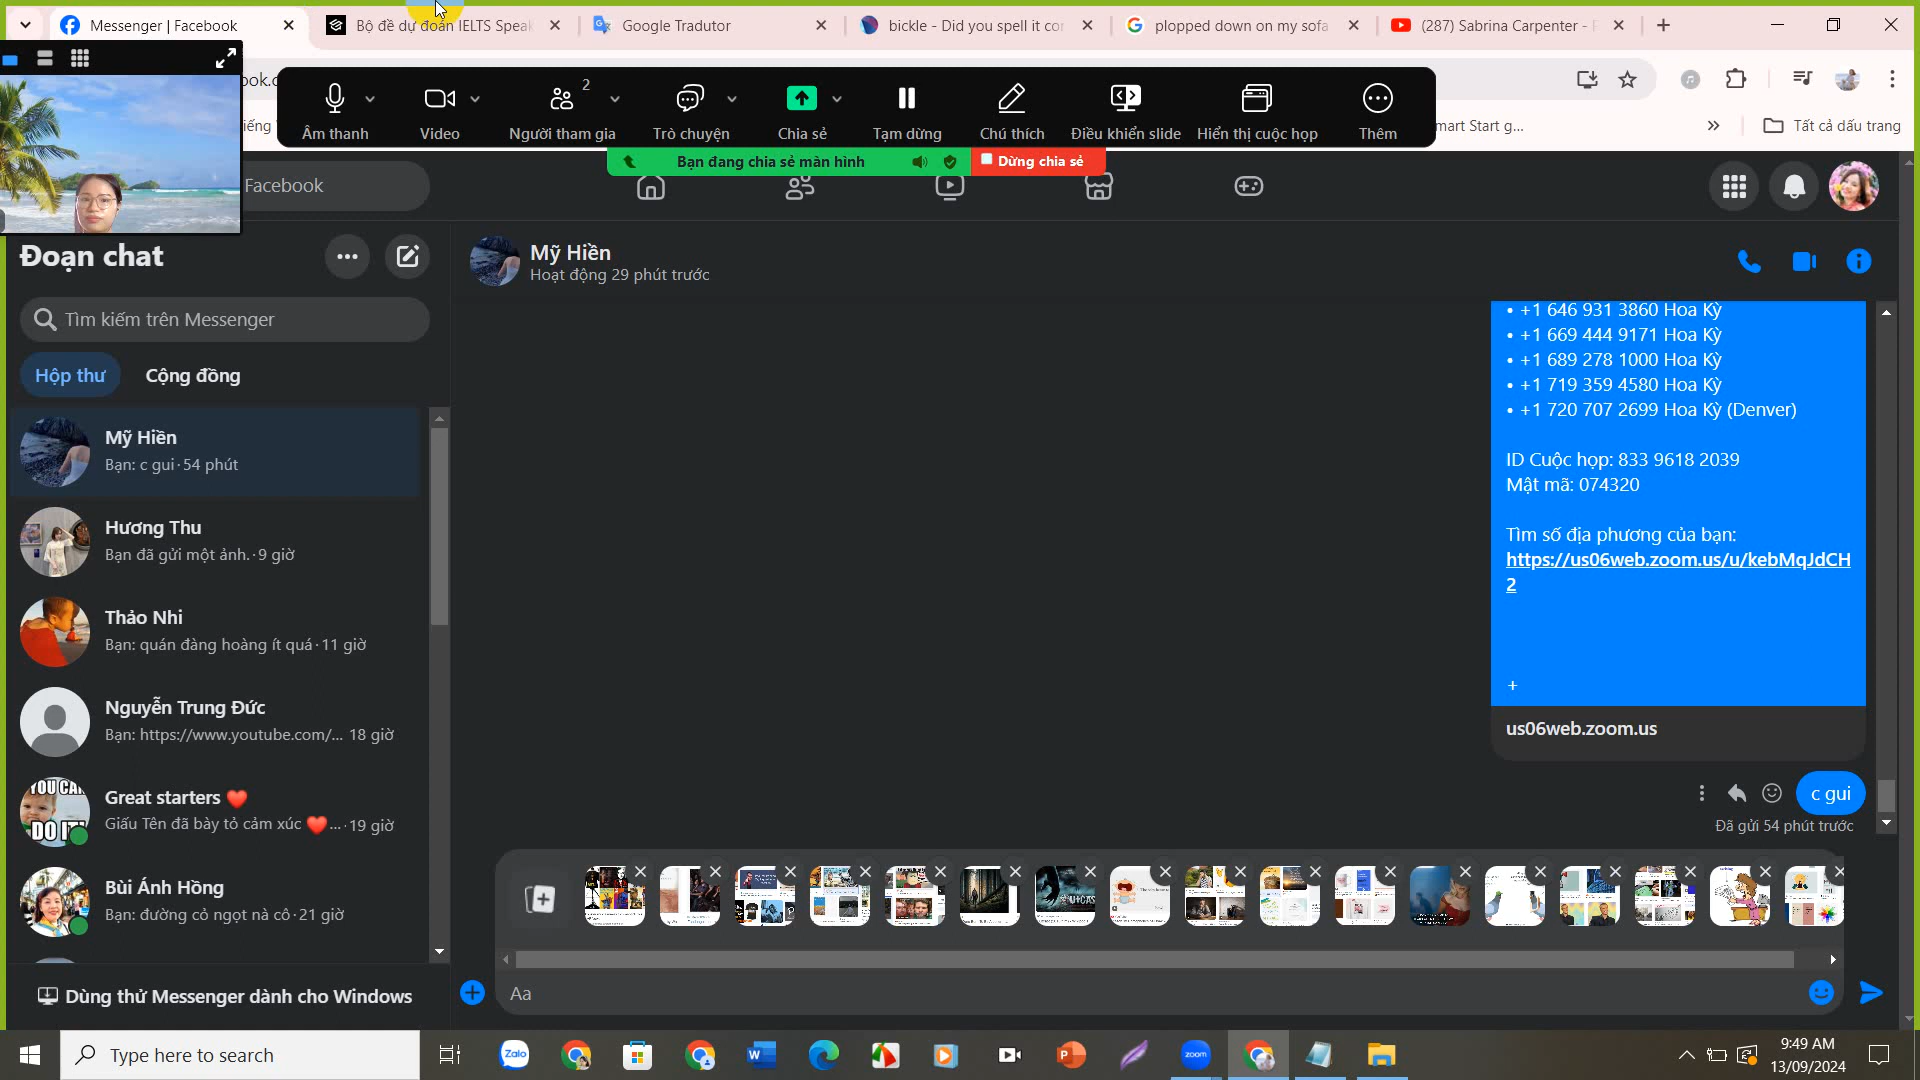 Messenger | Facebook
Bộ đề dự đoán IELTS Speak
Google Tradutor
bickle - Did you spell it cor
plopped down on my sofa
(287) Sabrina Carpenter -
ook.c
iếng
mart Start g...
Tất cả dấu trang
Âm thanh
Video
2
Người tham gia
Trò chuyện
Chia sẻ
Tạm dừng
Chú thích
Điều khiển slide
Hiển thị cuộc họp
Thêm
Bạn đang chia sẻ màn hình
Dừng chia sẻ
Facebook
Đoạn chat
Tìm kiếm trên Messenger
Hộp thư
Cộng đồng
Mỹ Hiền
Bạn: c gui · 54 phút
Hương Thu
Bạn đã gửi một ảnh. · 9 giờ
Thảo Nhi
Bạn: quán đàng hoàng ít quá · 11 giờ
Nguyễn Trung Đức
Bạn: https://www.youtube.com/... 18 giờ
YOU CAN
DO IT!
Great starters ❤️
Giấu Tên đã bày tỏ cảm xúc ❤️... · 19 giờ
Bùi Ánh Hồng
Bạn: đường cỏ ngọt nà cô · 21 giờ
Dùng thử Messenger dành cho Windows
Mỹ Hiền
Hoạt động 29 phút trước
• +1 646 931 3860 Hoa Kỳ
• +1 669 444 9171 Hoa Kỳ
• +1 689 278 1000 Hoa Kỳ
• +1 719 359 4580 Hoa Kỳ
• +1 720 707 2699 Hoa Kỳ (Denver)
ID Cuộc họp: 833 9618 2039
Mật mã: 074320
Tìm số địa phương của bạn:
https://us06web.zoom.us/u/kebMqJdCH
2
+
us06web.zoom.us
c gui
Đã gửi 54 phút trước
Aa
Type here to search
Zalo
zoom
9:49 AM
13/09/2024